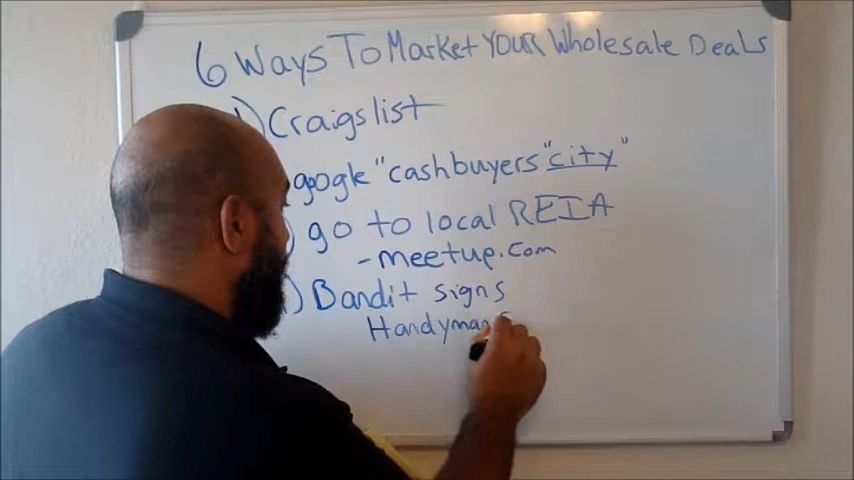 6 Ways To Market YOUR Wholesale Deals
1) Craigslist
google "cashbuyers "city"
) go to local REIA
- meetup.com
) Bandit signs
Handyman